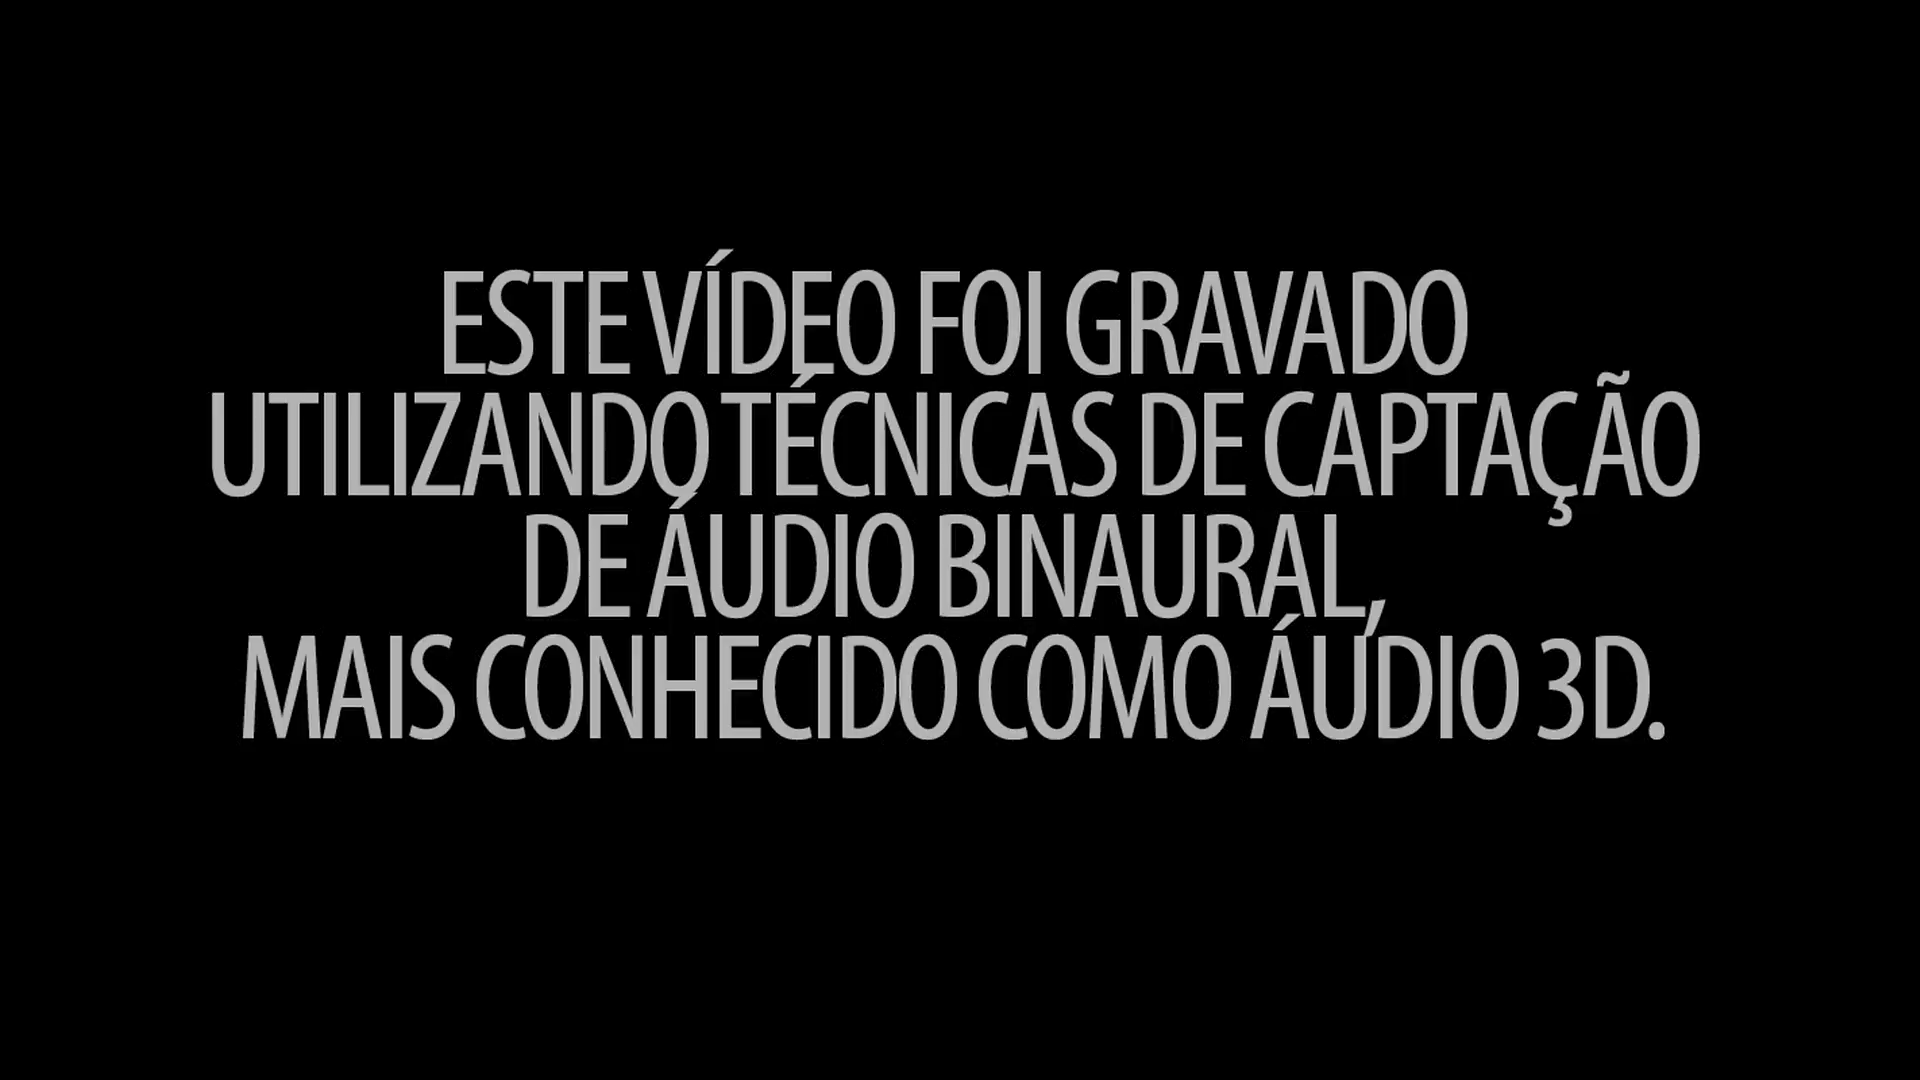 ESTE VÍDEO FOI GRAVADO
UTILIZANDO TÉCNICAS DE CAPTAÇÃO
DE ÁUDIO BINAURAL,
MAIS CONHECIDO COMO ÁUDIO 3D.